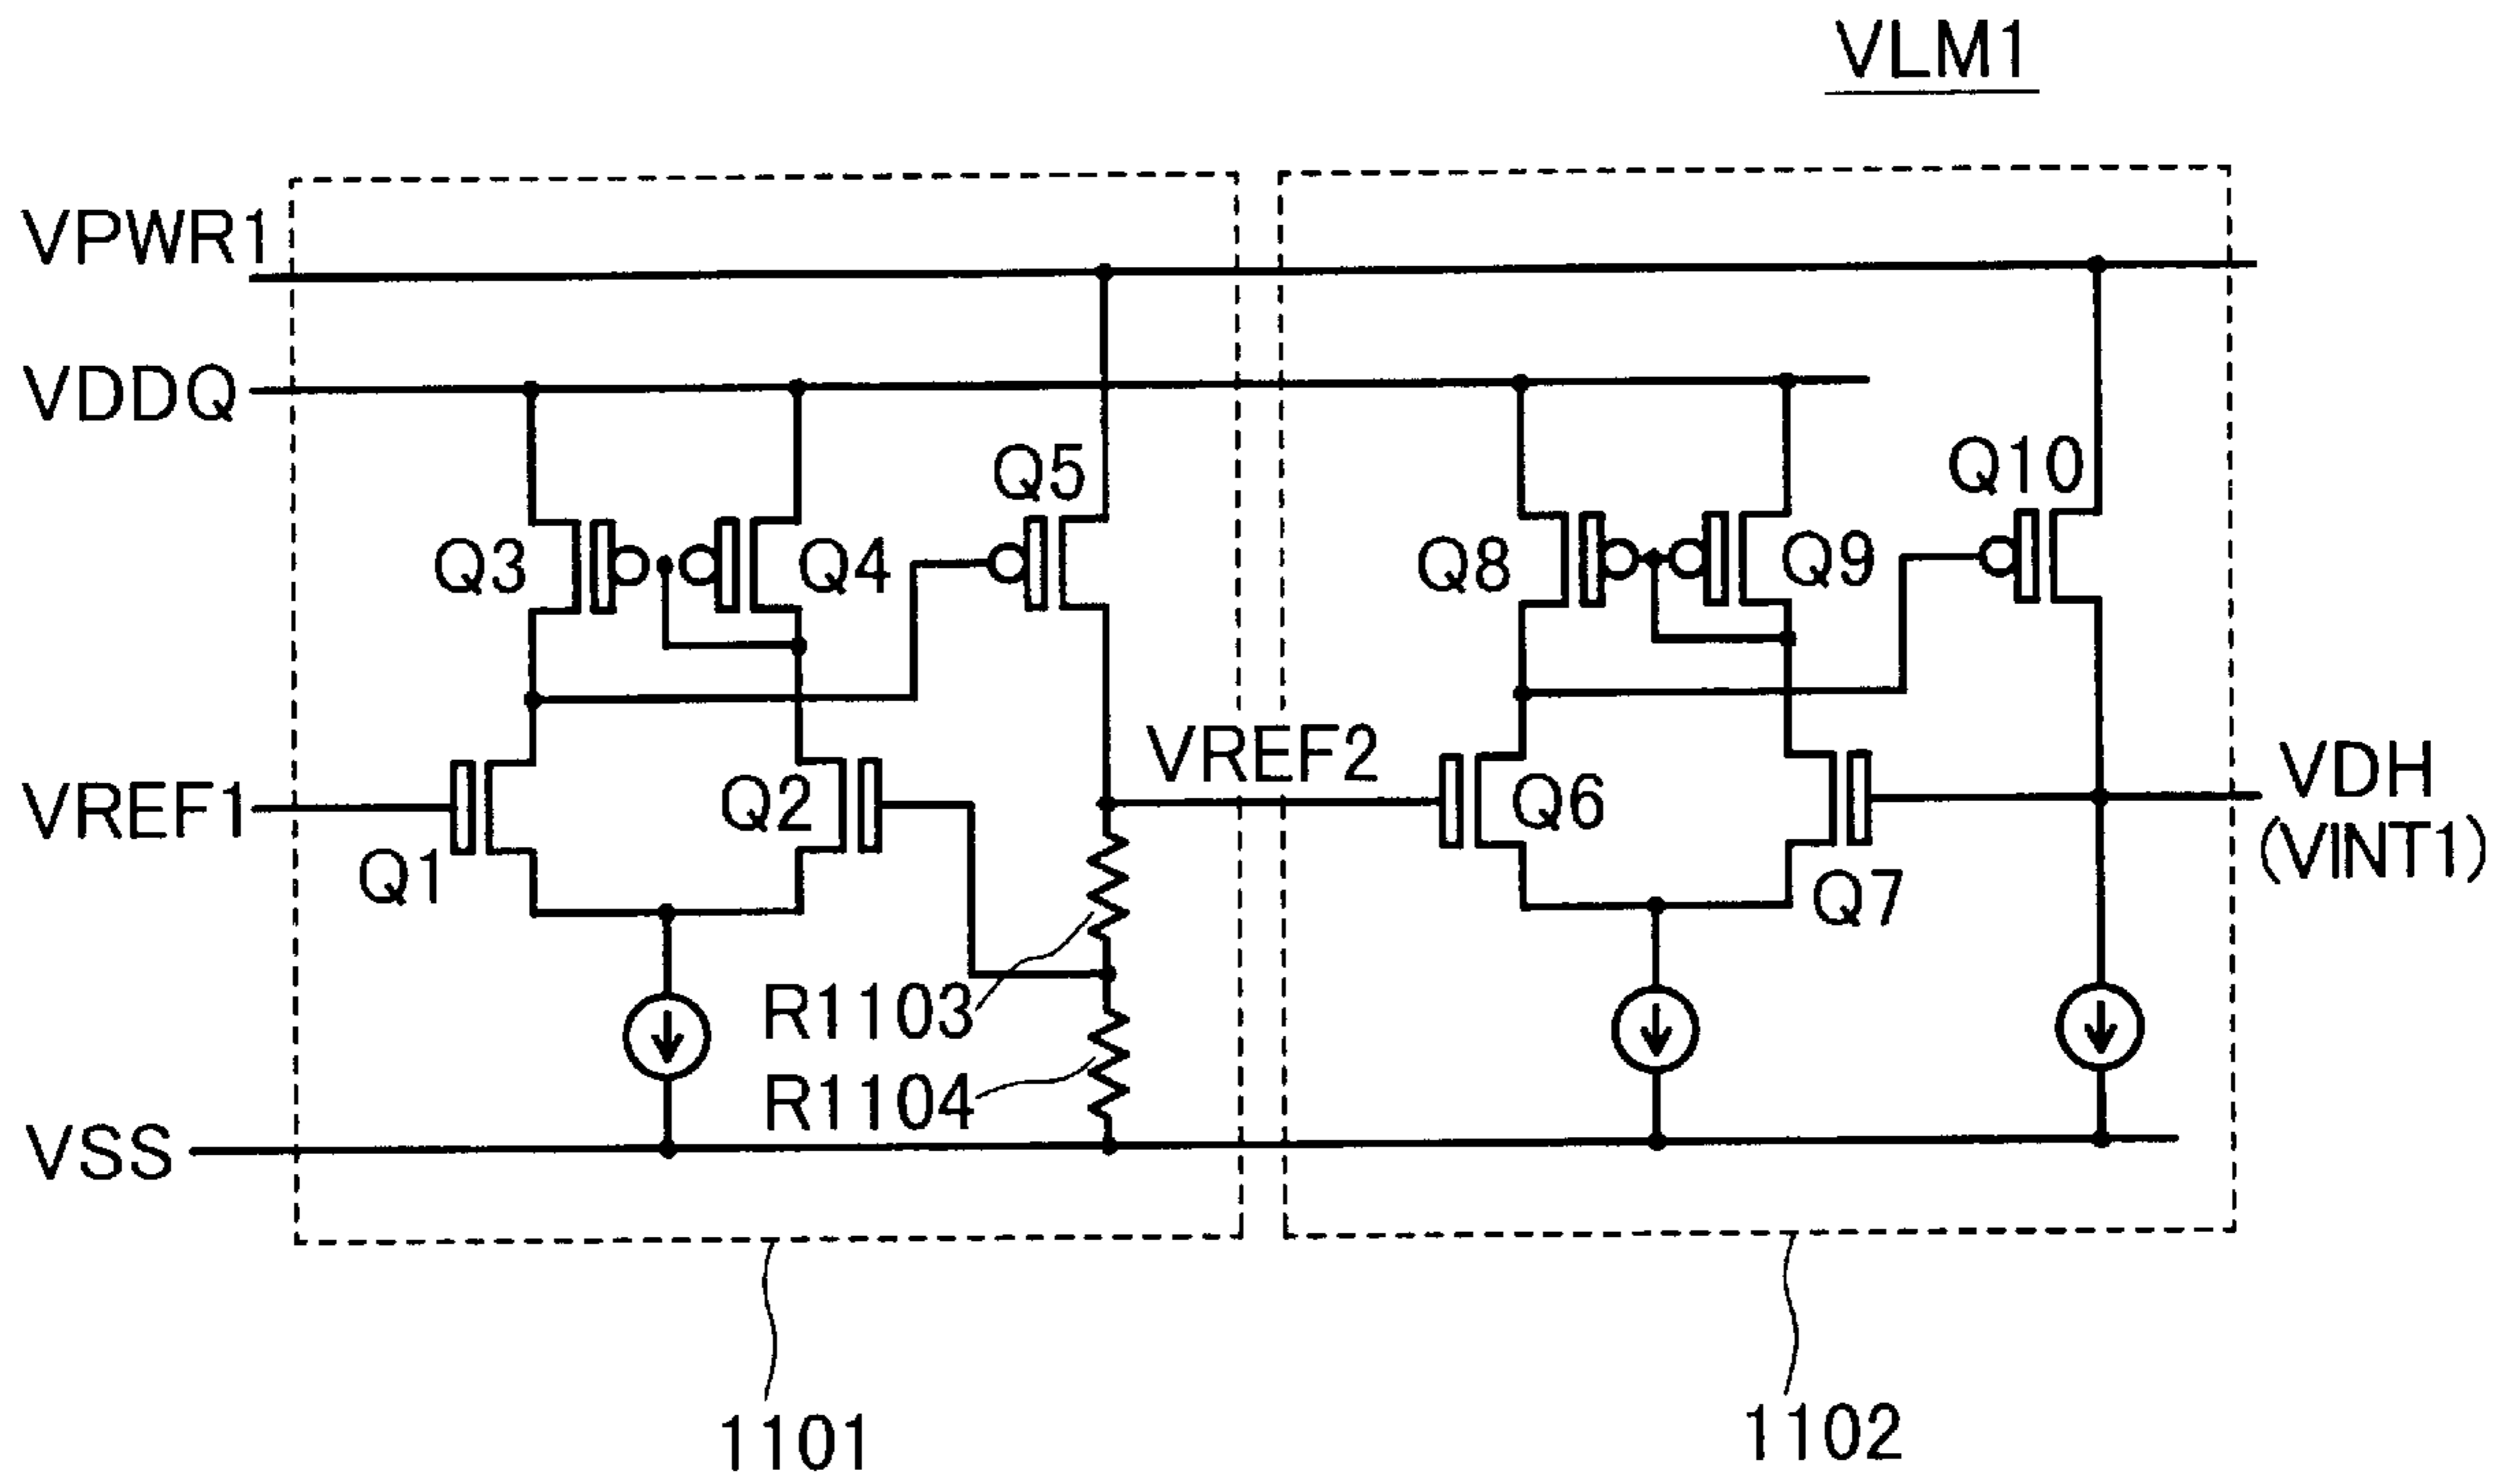 VLM1
VPWR1
VDDQ
Q5
Q10
Q3
Q4
Q8
Q9
VREF2
VREF1
Q1
Q2
Q6
Q7
VDH
(VINT1)
R1103
R1104
VSS
1101
1102